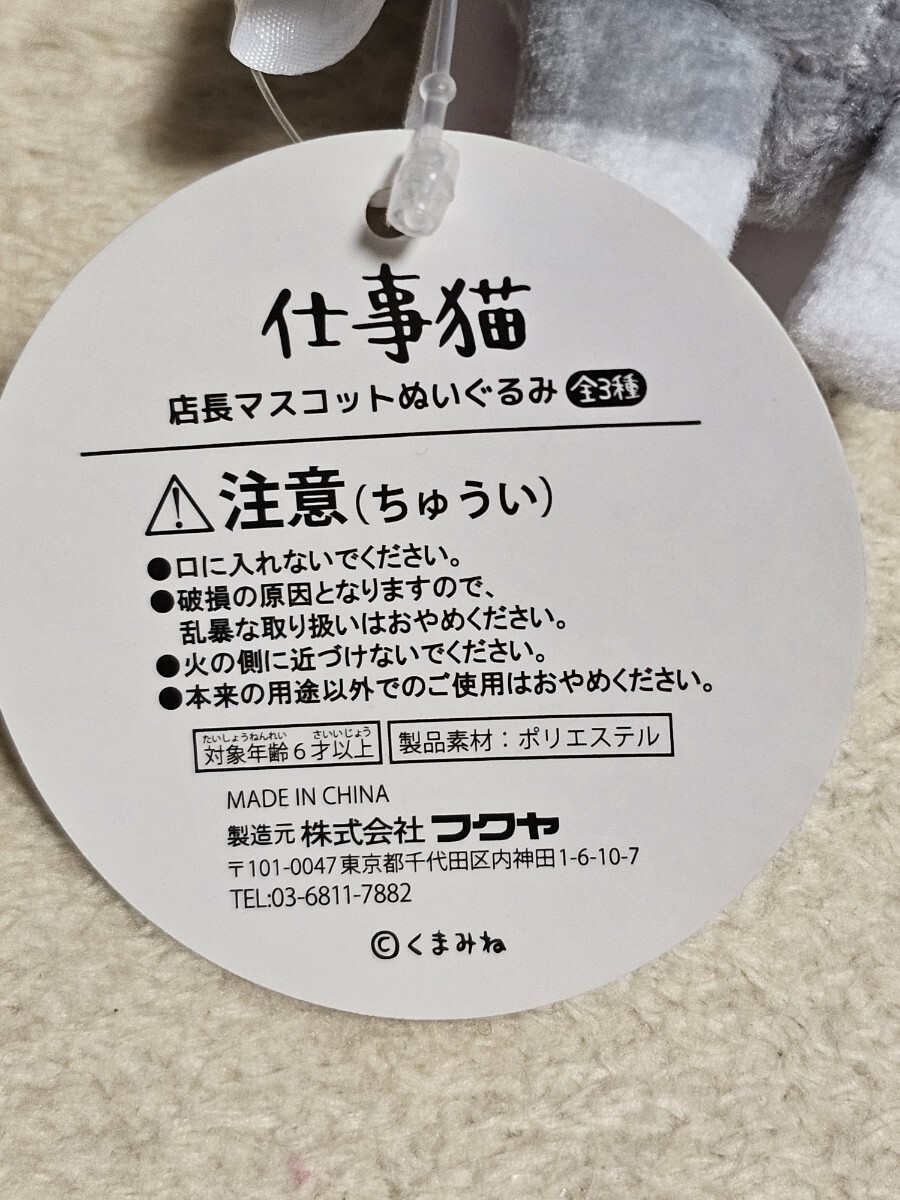 仕事猫
店長マスコットぬいぐるみ 全3種
注意(ちゅうい)
●口に入れないでください。
●破損の原因となりますので、
乱暴な取り扱いはおやめください。
●火の側に近づけないでください。
●本来の用途以外でのご使用はおやめください。
たいしょうねんれい さいいじょう
対象年齢6才以上 製品素材：ポリエステル
MADE IN CHINA
製造元 株式会社フクヤ
〒101-0047 東京都千代田区内神田1-6-10-7
TEL:03-6811-7882
©くまみね